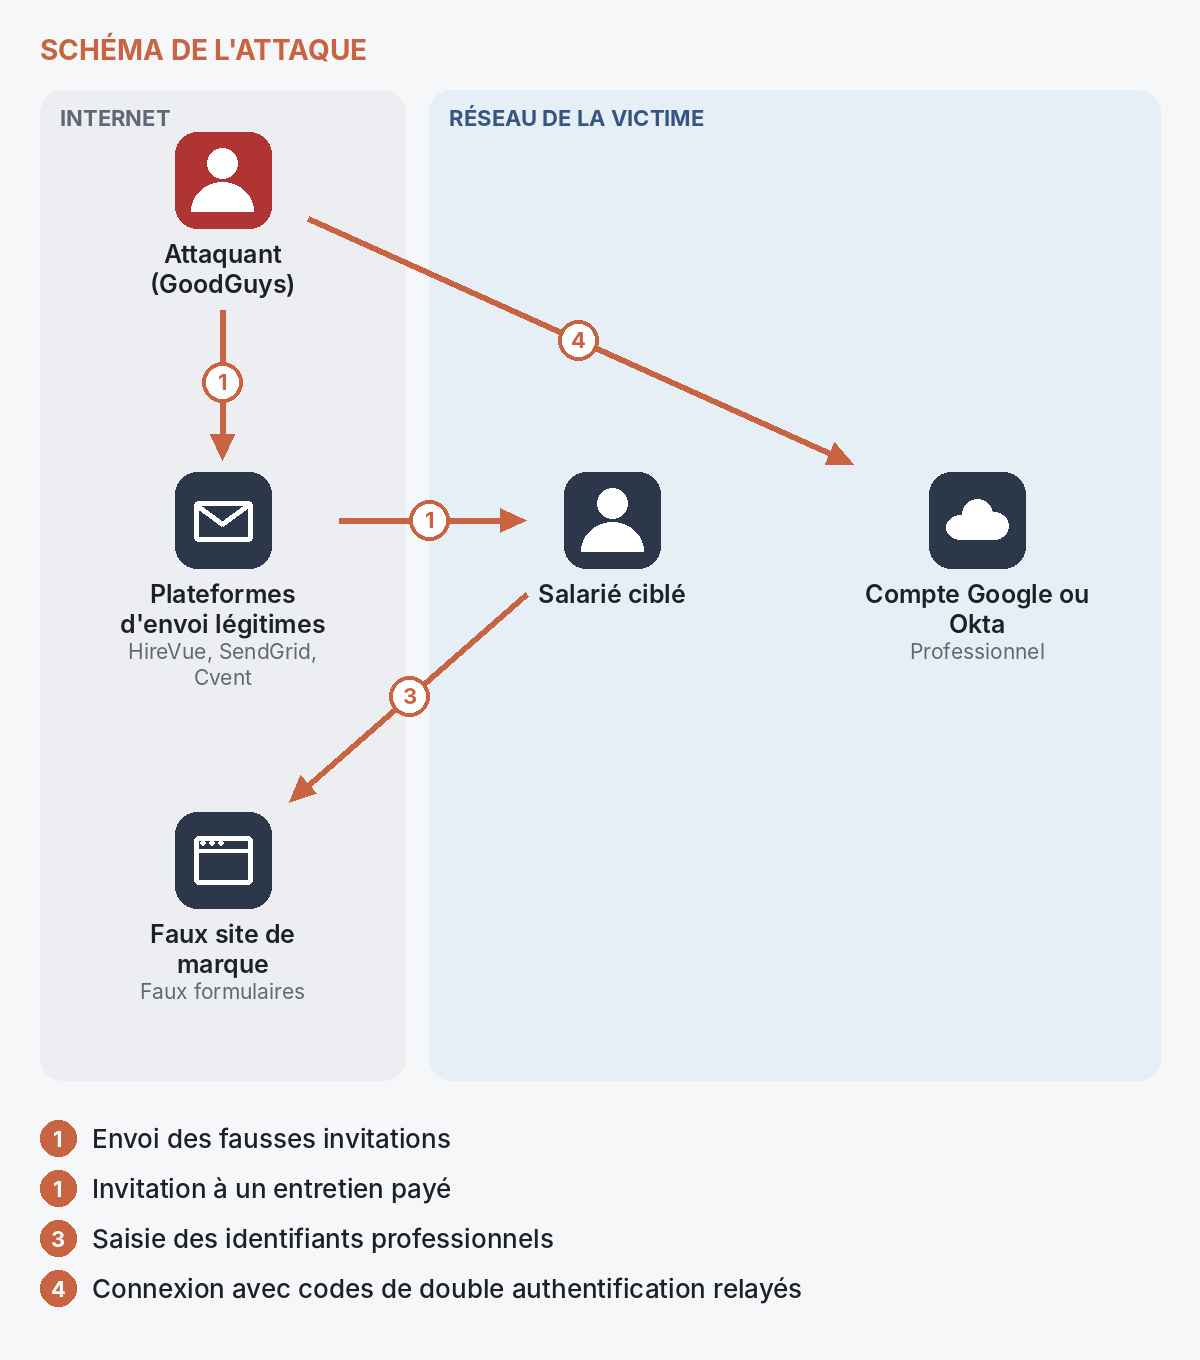 SCHÉMA DE L'ATTAQUE
INTERNET
RÉSEAU DE LA VICTIME
Attaquant
(GoodGuys)
4
1
1
Plateformes
d'envoi légitimes
HireVue, SendGrid,
Cvent
Salarié ciblé
Compte Google ou
Okta
Professionnel
3
Faux site de
marque
Faux formulaires
1 Envoi des fausses invitations
1 Invitation à un entretien payé
3 Saisie des identifiants professionnels
4 Connexion avec codes de double authentification relayés